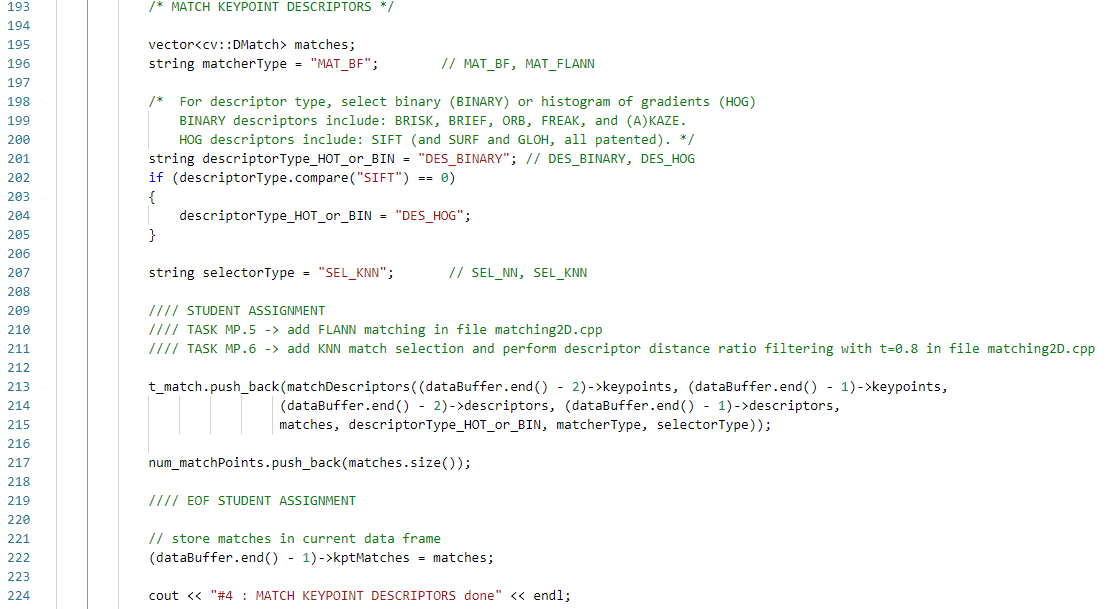 193 /* MATCH KEYPOINT DESCRIPTORS */
194
195 vector<cv::DMatch> matches;
196 string matcherType = "MAT_BF";        // MAT_BF, MAT_FLANN
197
198 /*  For descriptor type, select binary (BINARY) or histogram of gradients (HOG)
199     BINARY descriptors include: BRISK, BRIEF, ORB, FREAK, and (A)KAZE.
200     HOG descriptors include: SIFT (and SURF and GLOH, all patented). */
201 string descriptorType_HOT_or_BIN = "DES_BINARY"; // DES_BINARY, DES_HOG
202 if (descriptorType.compare("SIFT") == 0)
203 {
204     descriptorType_HOT_or_BIN = "DES_HOG";
205 }
206
207 string selectorType = "SEL_KNN";       // SEL_NN, SEL_KNN
208
209 //// STUDENT ASSIGNMENT
210 //// TASK MP.5 -> add FLANN matching in file matching2D.cpp
211 //// TASK MP.6 -> add KNN match selection and perform descriptor distance ratio filtering with t=0.8 in file matching2D.cpp
212
213 t_match.push_back(matchDescriptors((dataBuffer.end() - 2)->keypoints, (dataBuffer.end() - 1)->keypoints,
214                  (dataBuffer.end() - 2)->descriptors, (dataBuffer.end() - 1)->descriptors,
215                  matches, descriptorType_HOT_or_BIN, matcherType, selectorType));
216
217 num_matchPoints.push_back(matches.size());
218
219 //// EOF STUDENT ASSIGNMENT
220
221 // store matches in current data frame
222 (dataBuffer.end() - 1)->kptMatches = matches;
223
224 cout << "#4 : MATCH KEYPOINT DESCRIPTORS done" << endl;